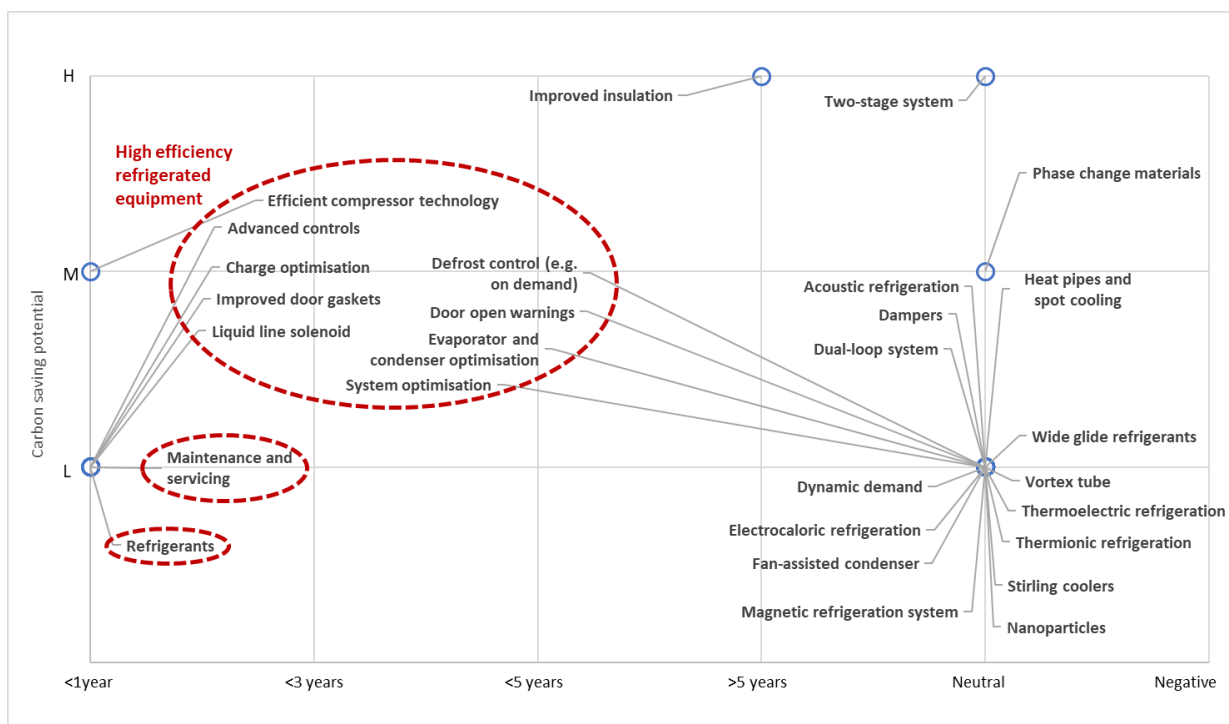 H
Improved insulation
Two-stage system
High efficiency
refrigerated
equipment
Phase change materials
Efficient compressor technology
Advanced controls
M
Charge optimisation
Defrost control (e.g.
on demand)
Acoustic refrigeration
Heat pipes and
spot cooling
Improved door gaskets
Door open warnings
Dampers
Liquid line solenoid
Evaporator and
condenser optimisation
Dual-loop system
System optimisation
Carbon saving potential
Wide glide refrigerants
L
Maintenance and
servicing
Dynamic demand
Vortex tube
Thermoelectric refrigeration
Electrocaloric refrigeration
Thermionic refrigeration
Refrigerants
Fan-assisted condenser
Stirling coolers
Magnetic refrigeration system
Nanoparticles
<1year
<3 years
<5 years
>5 years
Neutral
Negative